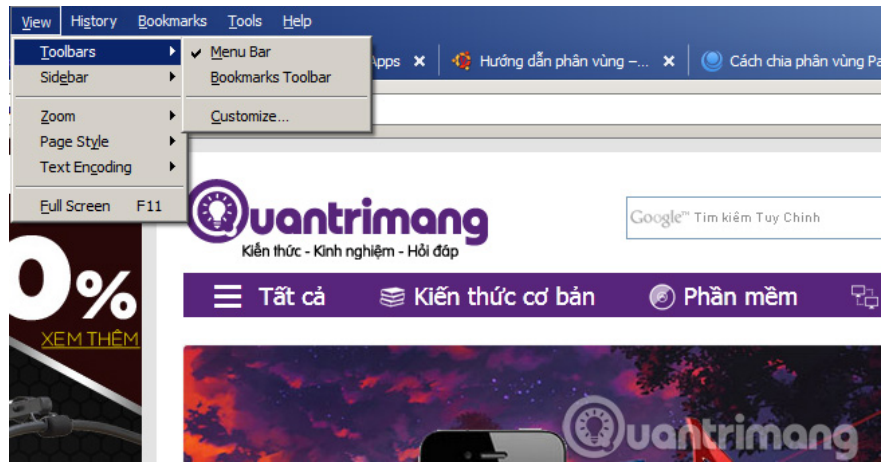 View History Bookmarks Tools Help
Toolbars
Menu Bar
Apps
Hướng dẫn phân vùng –...
Cách chia phân vùng Pa
Sidebar
Bookmarks Toolbar
Zoom
Customize...
Page Style
Text Encoding
Full Screen F11
Quantrimang
Kiến thức - Kinh nghiệm - Hỏi đáp
Google™ Tìm kiếm Tùy Chỉnh
0%
Tất cả
Kiến thức cơ bản
Phần mềm
XEM THÊM
Quantrimang